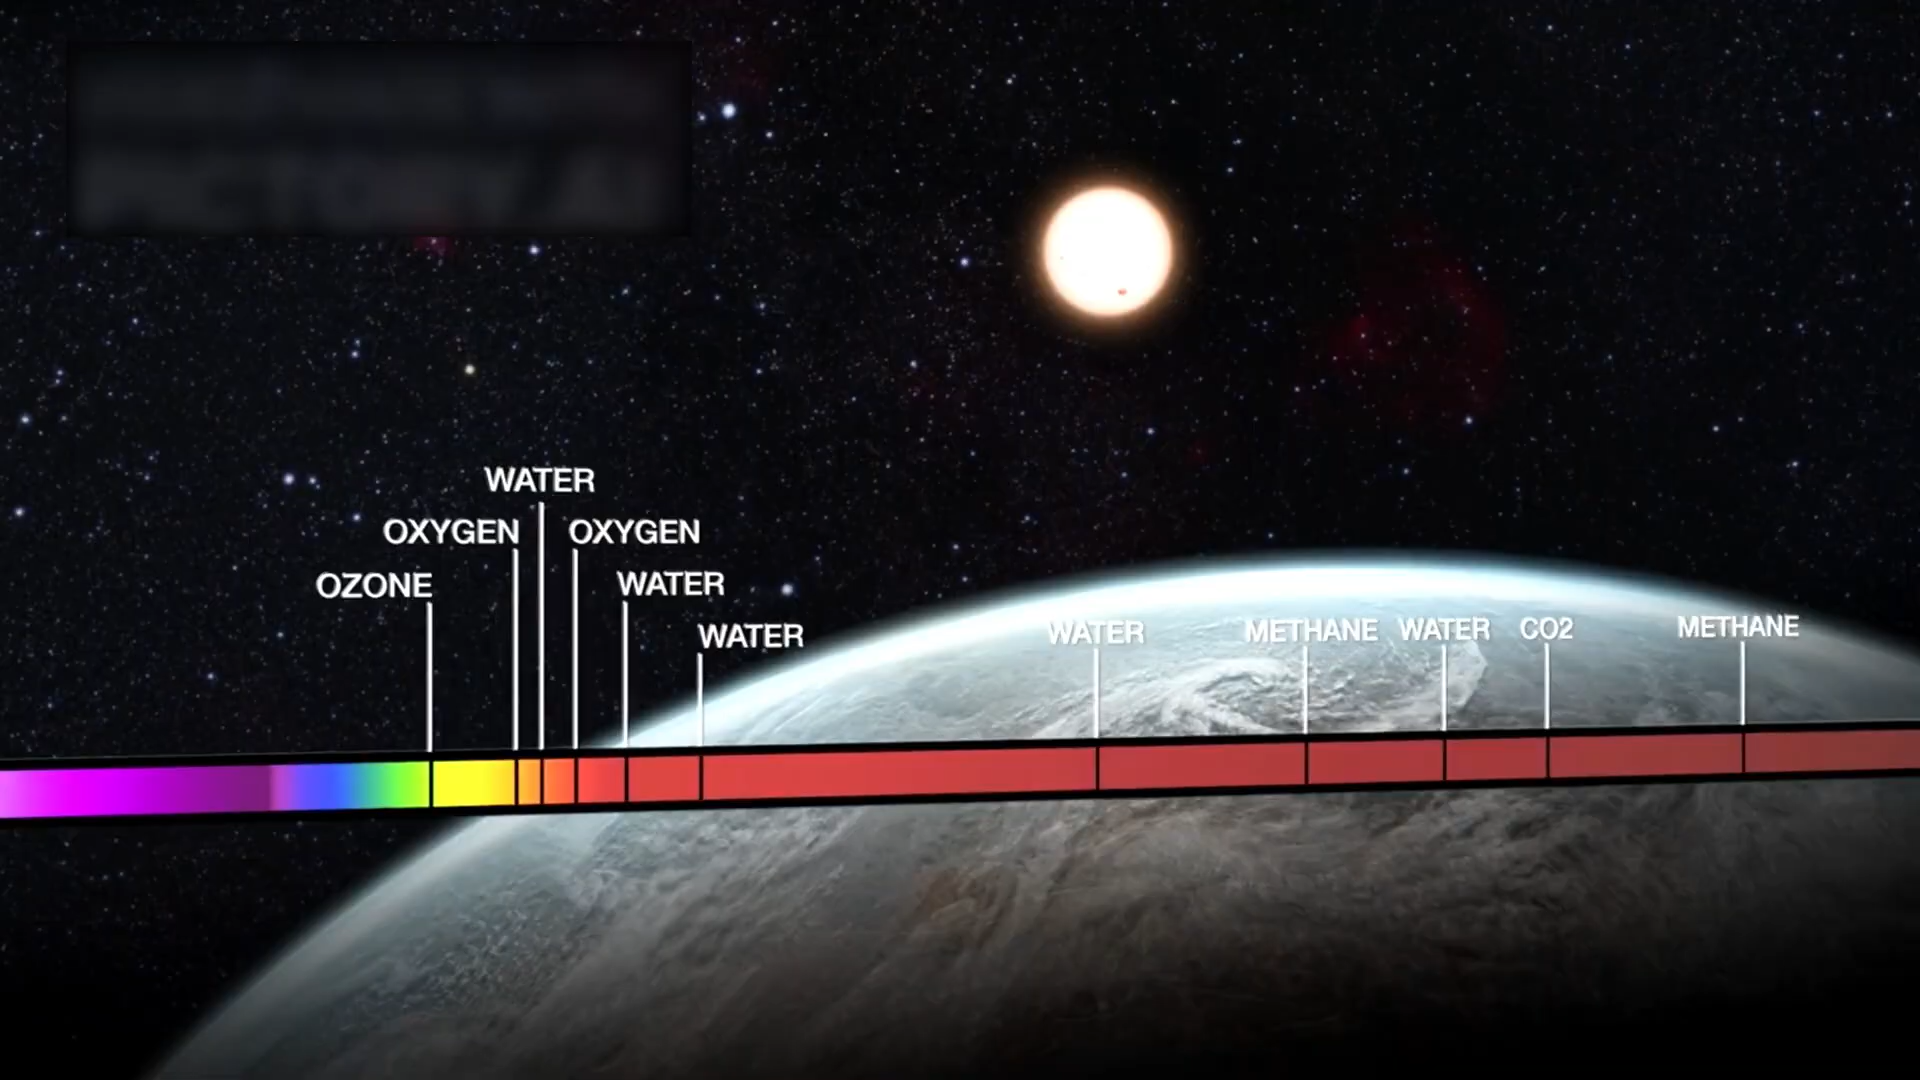 WATER
OXYGEN OXYGEN
OZONE WATER
WATER WATER METHANE WATER CO2 METHANE